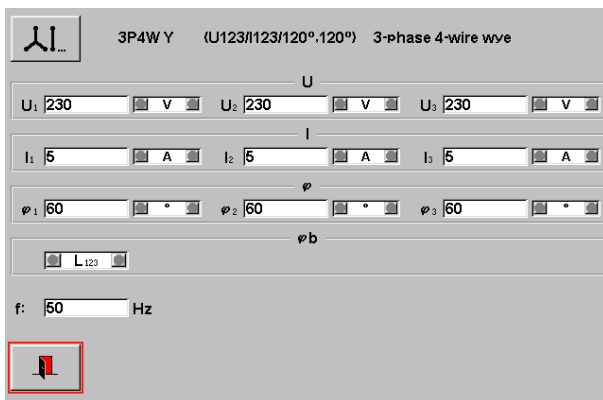 3P4W Y (U123/I123/120°,120°) 3-phase 4-wire wye
U
U₁ 230 V U₂ 230 V U₃ 230 V
I
I₁ 5 A I₂ 5 A I₃ 5 A
φ
φ₁ 60 ° φ₂ 60 ° φ₃ 60 °
φb
L₁₂₃
f: 50 Hz